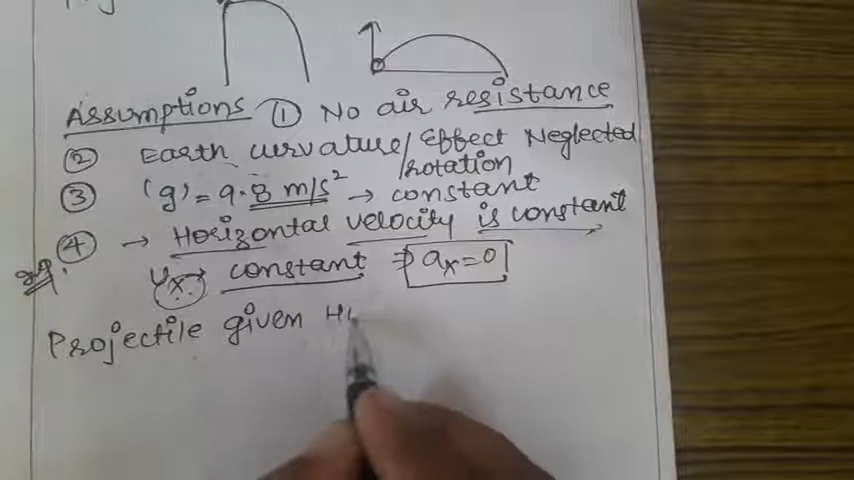 Assumptions ① No air resistance
② Earth curvature/Effect Neglected
/rotation
③ (g) = 9.8 m/s² → constant
④ → Horizontal velocity is constant
constant ⇒ ax=0
Projectile given